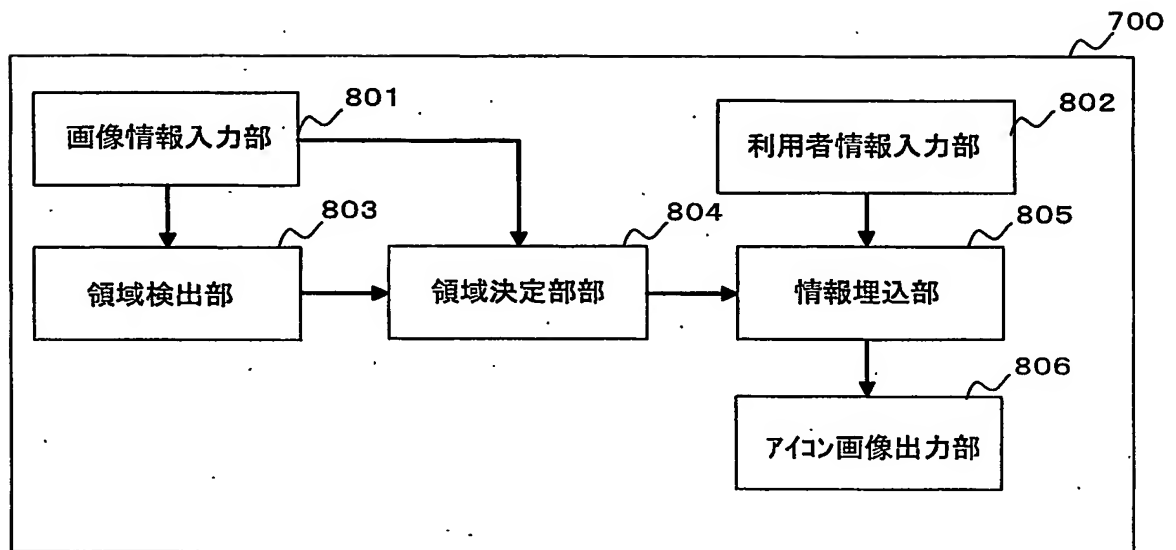 700
801
画像情報入力部
802
利用者情報入力部
803
領域検出部
804
領域決定部部
805
情報埋込部
806
アイコン画像出力部